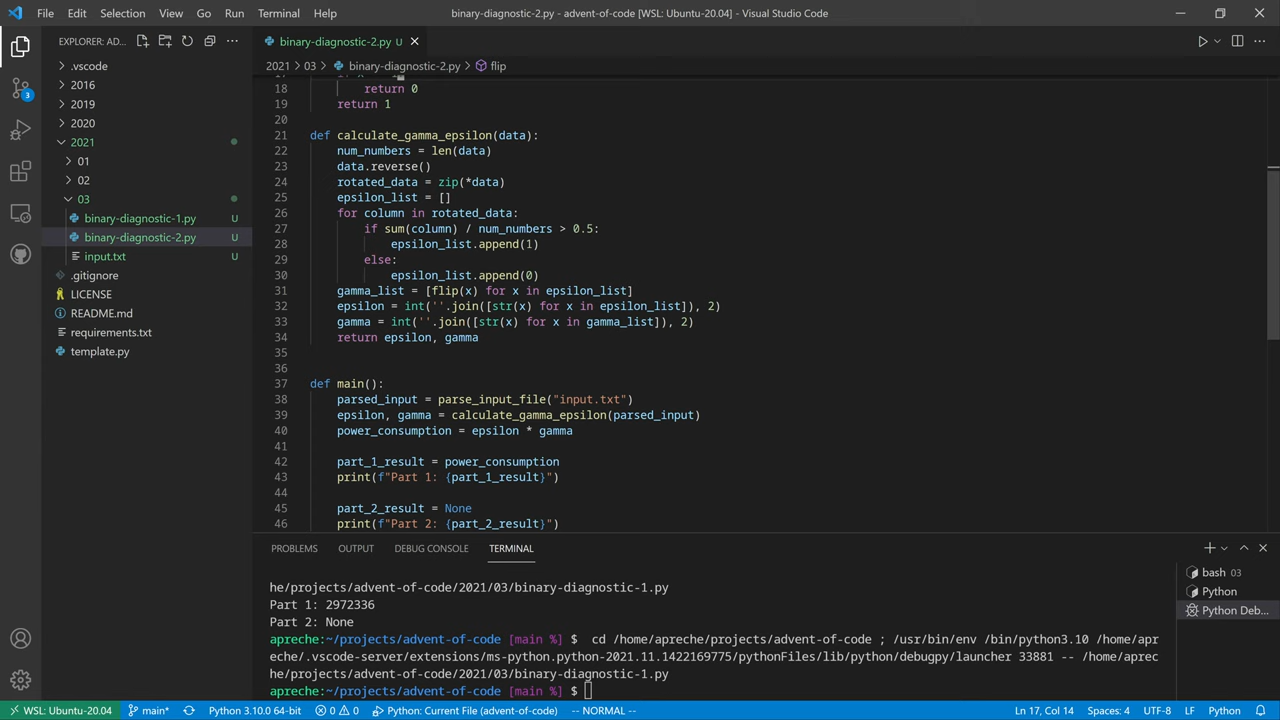 File Edit Selection View Go Run Terminal Help
binary-diagnostic-2.py - advent-of-code [WSL: Ubuntu-20.04] - Visual Studio Code
EXPLORER: AD...
binary-diagnostic-2.py U
2021 > 03 > binary-diagnostic-2.py > flip
.vscode
2016
2019
2020
2021
01
02
03
binary-diagnostic-1.py U
binary-diagnostic-2.py U
input.txt U
.gitignore
LICENSE
README.md
requirements.txt
template.py
3
18 return 0
19 return 1
20
21 def calculate_gamma_epsilon(data):
22 num_numbers = len(data)
23 data.reverse()
24 rotated_data = zip(*data)
25 epsilon_list = []
26 for column in rotated_data:
27 if sum(column) / num_numbers > 0.5:
28 epsilon_list.append(1)
29 else:
30 epsilon_list.append(0)
31 gamma_list = [flip(x) for x in epsilon_list]
32 epsilon = int(''.join([str(x) for x in epsilon_list]), 2)
33 gamma = int(''.join([str(x) for x in gamma_list]), 2)
34 return epsilon, gamma
35
36
37 def main():
38 parsed_input = parse_input_file("input.txt")
39 epsilon, gamma = calculate_gamma_epsilon(parsed_input)
40 power_consumption = epsilon * gamma
41
42 part_1_result = power_consumption
43 print(f"Part 1: {part_1_result}")
44
45 part_2_result = None
46 print(f"Part 2: {part_2_result}")
PROBLEMS OUTPUT DEBUG CONSOLE TERMINAL
he/projects/advent-of-code/2021/03/binary-diagnostic-1.py
Part 1: 2972336
Part 2: None
apreche:~/projects/advent-of-code [main %] $ cd /home/apreche/projects/advent-of-code ; /usr/bin/env /bin/python3.10 /home/apr
eche/.vscode-server/extensions/ms-python.python-2021.11.1422169775/pythonFiles/lib/python/debugpy/launcher 33881 -- /home/aprec
he/projects/advent-of-code/2021/03/binary-diagnostic-1.py
apreche:~/projects/advent-of-code [main %] $
bash 03
Python
Python Deb...
WSL: Ubuntu-20.04 main* Python 3.10.0 64-bit 0 0 Python: Current File (advent-of-code) -- NORMAL -- Ln 17, Col 14 Spaces: 4 UTF-8 LF Python